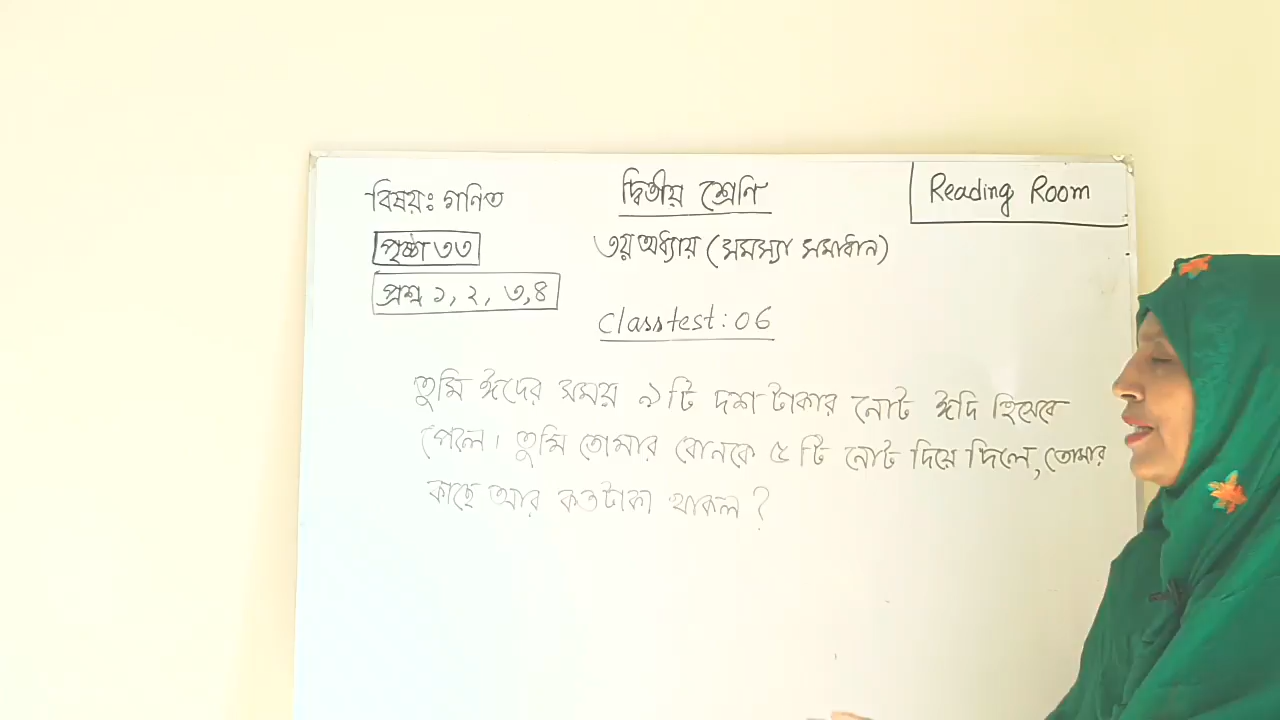 বিষয়ঃ গনিত
দ্বিতীয় শ্রেণি
Reading Room
পৃষ্ঠা ৩৩
৩য় অধ্যায় (সমস্যা সমাধান)
প্রশ্ন ১, ২, ৩,৪
Classtest: 06
তুমি ঈদের সময় ৯টি দশ টাকার নোট ঈদি হিসেবে
পেলে। তুমি তোমার বোনকে ৫ টি নোট দিয়ে দিলে, তোমার
কাছে আর কতটাকা থাকল ?